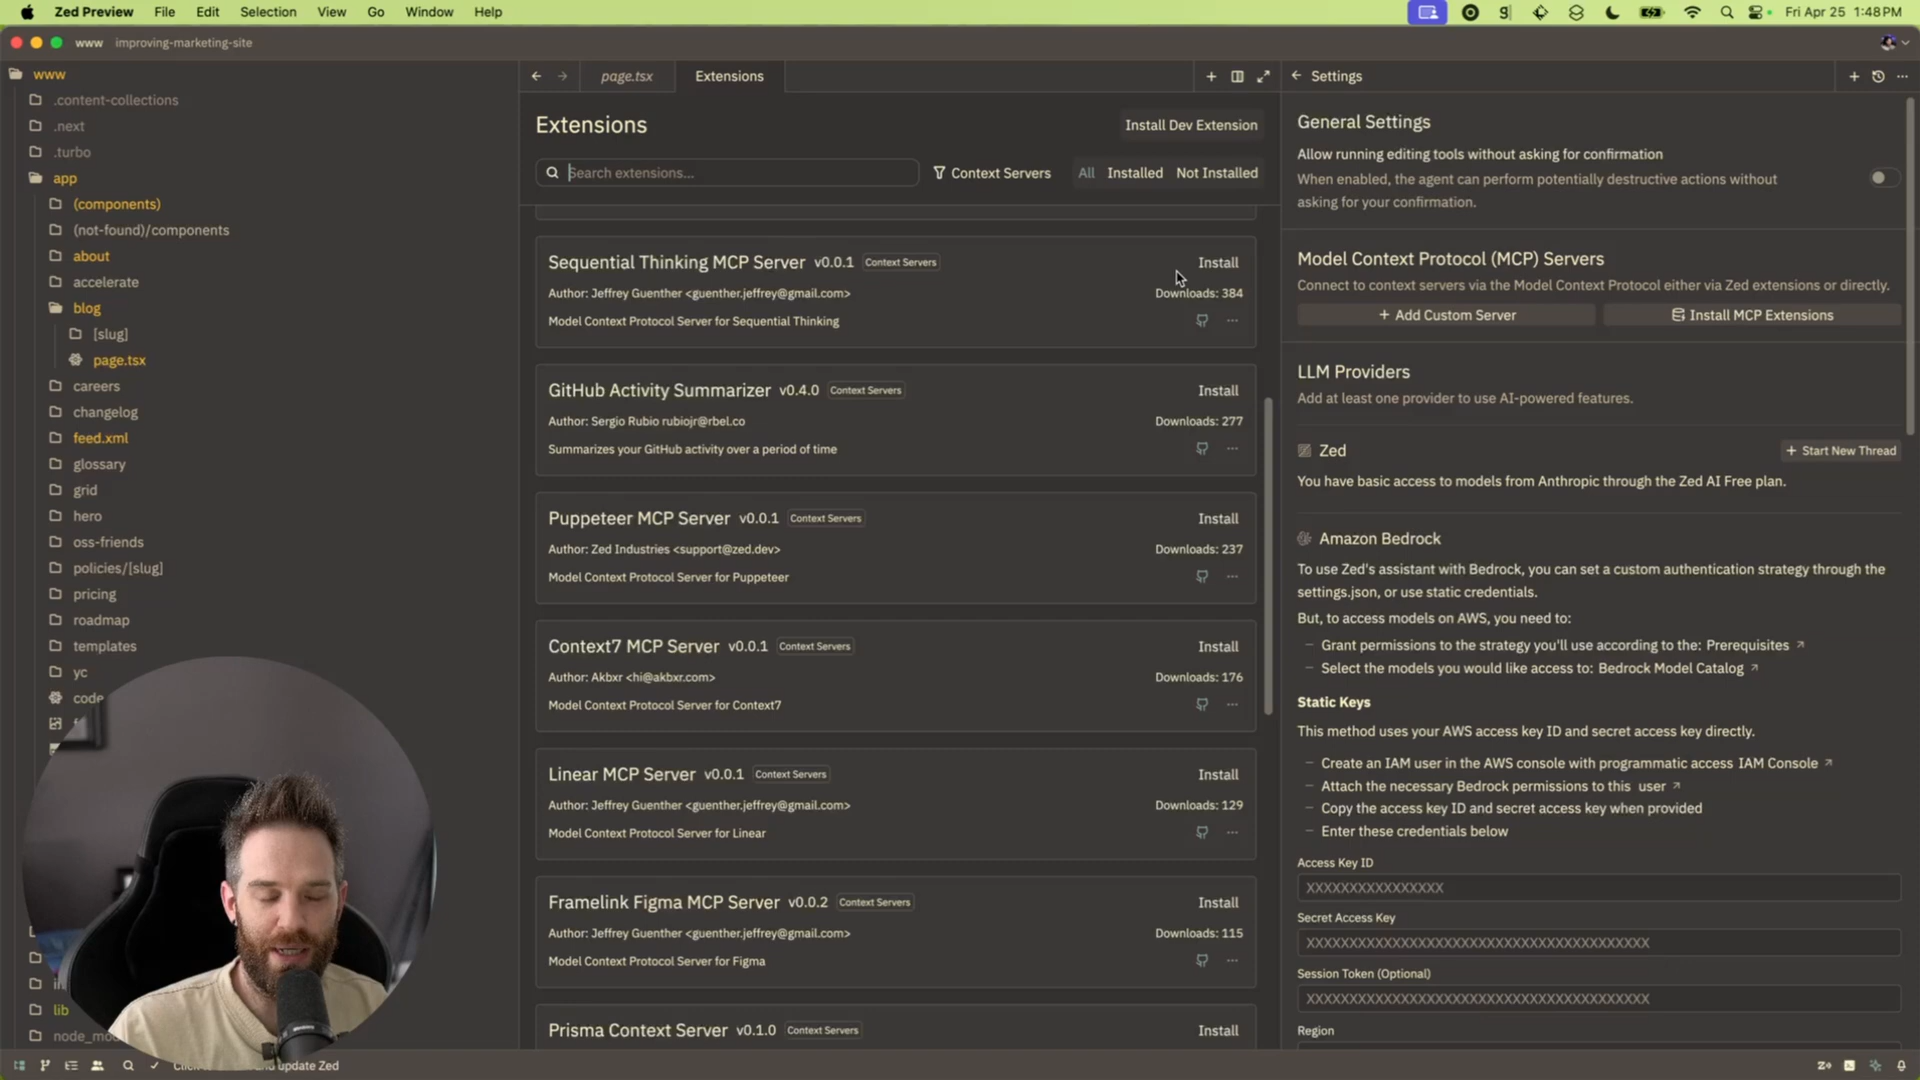 Zed Preview File Edit Selection View Go Window Help
Fri Apr 25 1:48 PM
www improving-marketing-site
www
.content-collections
.next
.turbo
app
(components)
(not-found)/components
about
accelerate
blog
[slug]
page.tsx
careers
changelog
feed.xml
glossary
grid
hero
oss-friends
policies/[slug]
pricing
roadmap
templates
yc
code
lib
update Zed
page.tsx Extensions
Extensions
Install Dev Extension
Search extensions...
Context Servers
All Installed Not Installed
Sequential Thinking MCP Server v0.0.1 Context Servers Install
Author: Jeffrey Guenther <guenther.jeffrey@gmail.com> Downloads: 384
Model Context Protocol Server for Sequential Thinking
GitHub Activity Summarizer v0.4.0 Context Servers Install
Author: Sergio Rubio rubiojr@rbel.co Downloads: 277
Summarizes your GitHub activity over a period of time
Puppeteer MCP Server v0.0.1 Context Servers Install
Author: Zed Industries <support@zed.dev> Downloads: 237
Model Context Protocol Server for Puppeteer
Context7 MCP Server v0.0.1 Context Servers Install
Author: Akbxr <hi@akbxr.com> Downloads: 176
Model Context Protocol Server for Context7
Linear MCP Server v0.0.1 Context Servers Install
Author: Jeffrey Guenther <guenther.jeffrey@gmail.com> Downloads: 129
Model Context Protocol Server for Linear
Framelink Figma MCP Server v0.0.2 Context Servers Install
Author: Jeffrey Guenther <guenther.jeffrey@gmail.com> Downloads: 115
Model Context Protocol Server for Figma
Prisma Context Server v0.1.0 Context Servers Install
Settings
General Settings
Allow running editing tools without asking for confirmation
When enabled, the agent can perform potentially destructive actions without
asking for your confirmation.
Model Context Protocol (MCP) Servers
Connect to context servers via the Model Context Protocol either via Zed extensions or directly.
+ Add Custom Server
Install MCP Extensions
LLM Providers
Add at least one provider to use AI-powered features.
Zed
+ Start New Thread
You have basic access to models from Anthropic through the Zed AI Free plan.
Amazon Bedrock
To use Zed's assistant with Bedrock, you can set a custom authentication strategy through the
settings.json, or use static credentials.
But, to access models on AWS, you need to:
– Grant permissions to the strategy you'll use according to the: Prerequisites ↗
– Select the models you would like access to: Bedrock Model Catalog ↗
Static Keys
This method uses your AWS access key ID and secret access key directly.
– Create an IAM user in the AWS console with programmatic access IAM Console ↗
– Attach the necessary Bedrock permissions to this user ↗
– Copy the access key ID and secret access key when provided
– Enter these credentials below
Access Key ID
XXXXXXXXXXXXXXXX
Secret Access Key
XXXXXXXXXXXXXXXXXXXXXXXXXXXXXXXXXXXXXXXX
Session Token (Optional)
XXXXXXXXXXXXXXXXXXXXXXXXXXXXXXXXXXXXXXXX
Region